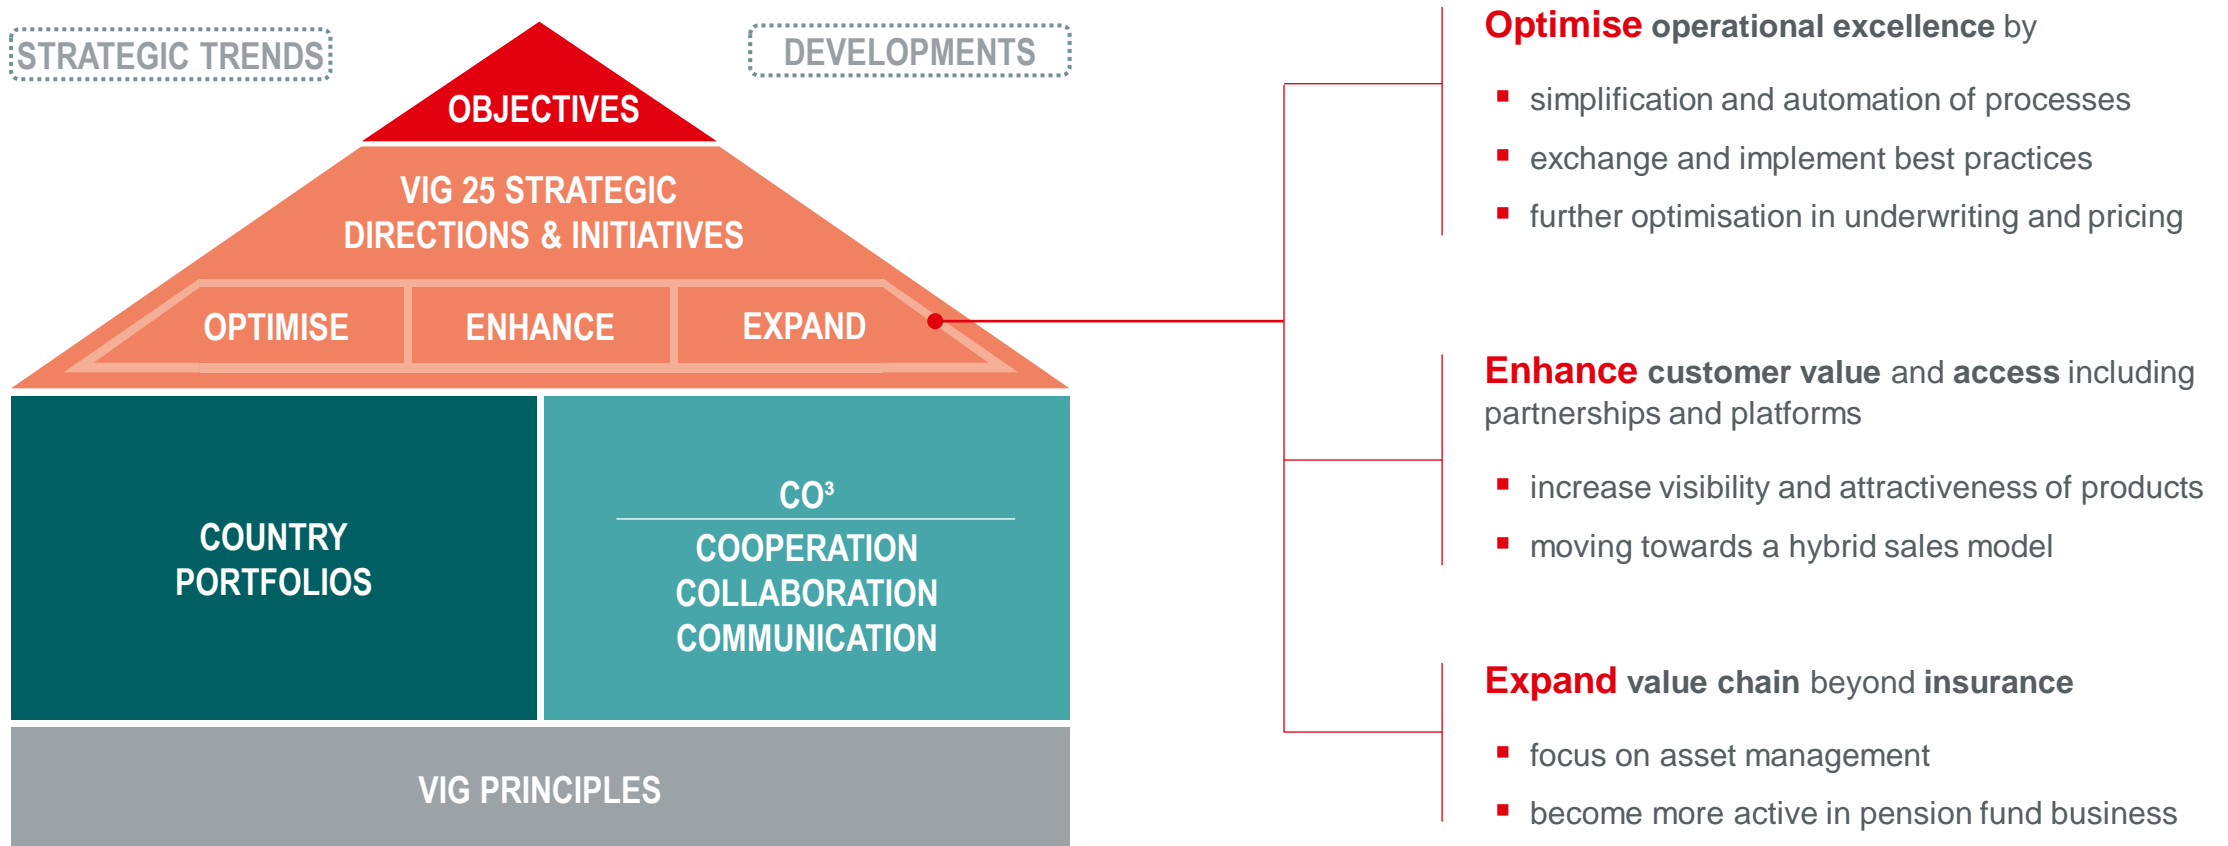 STRATEGIC TRENDS
DEVELOPMENTS
OBJECTIVES
VIG 25 STRATEGIC
DIRECTIONS & INITIATIVES
OPTIMISE
ENHANCE
EXPAND
COUNTRY
PORTFOLIOS
CO³
COOPERATION
COLLABORATION
COMMUNICATION
VIG PRINCIPLES
Optimise operational excellence by
▪ simplification and automation of processes
▪ exchange and implement best practices
▪ further optimisation in underwriting and pricing
Enhance customer value and access including
partnerships and platforms
▪ increase visibility and attractiveness of products
▪ moving towards a hybrid sales model
Expand value chain beyond insurance
▪ focus on asset management
▪ become more active in pension fund business